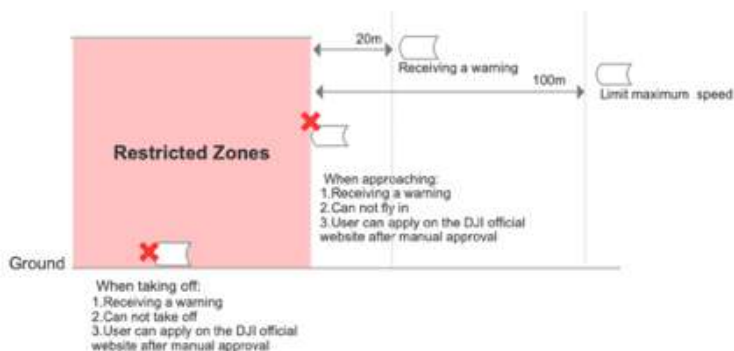 20m
Receiving a warning
100m
Limit maximum speed
Restricted Zones
When approaching:
1.Receiving a warning
2.Can not fly in
3.User can apply on the DJI official
website after manual approval
Ground
When taking off:
1.Receiving a warning
2.Can not take off
3.User can apply on the DJI official
website after manual approval